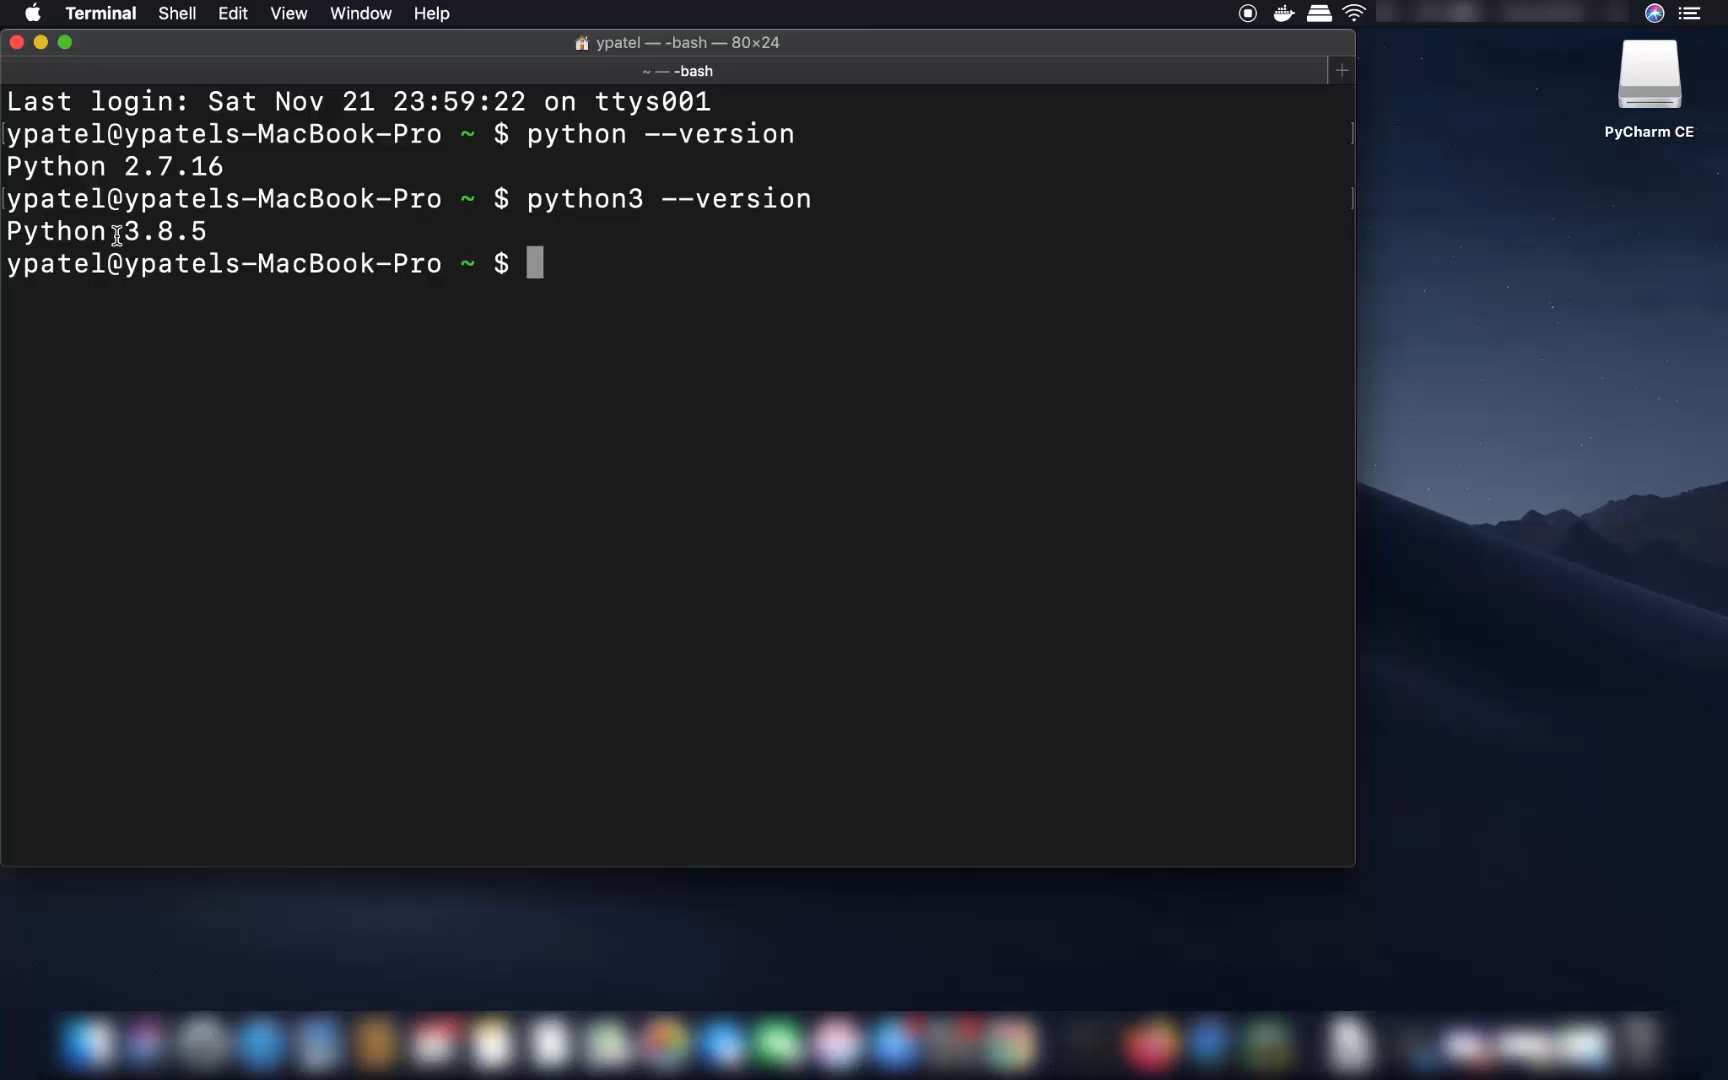 Terminal Shell Edit View Window Help
ypatel — -bash — 80×24
~ — -bash
Last login: Sat Nov 21 23:59:22 on ttys001
[ypatel@ypatels-MacBook-Pro ~ $ python --version ]
Python 2.7.16
[ypatel@ypatels-MacBook-Pro ~ $ python3 --version ]
Python 3.8.5
ypatel@ypatels-MacBook-Pro ~ $
PyCharm CE